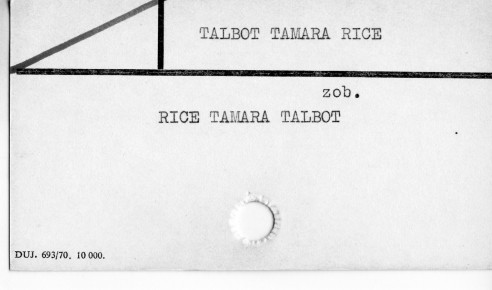 TALBOT TAMARA RICE
zob.
RICE TAMARA TALBOT
DUJ. 693/70. 10 000.